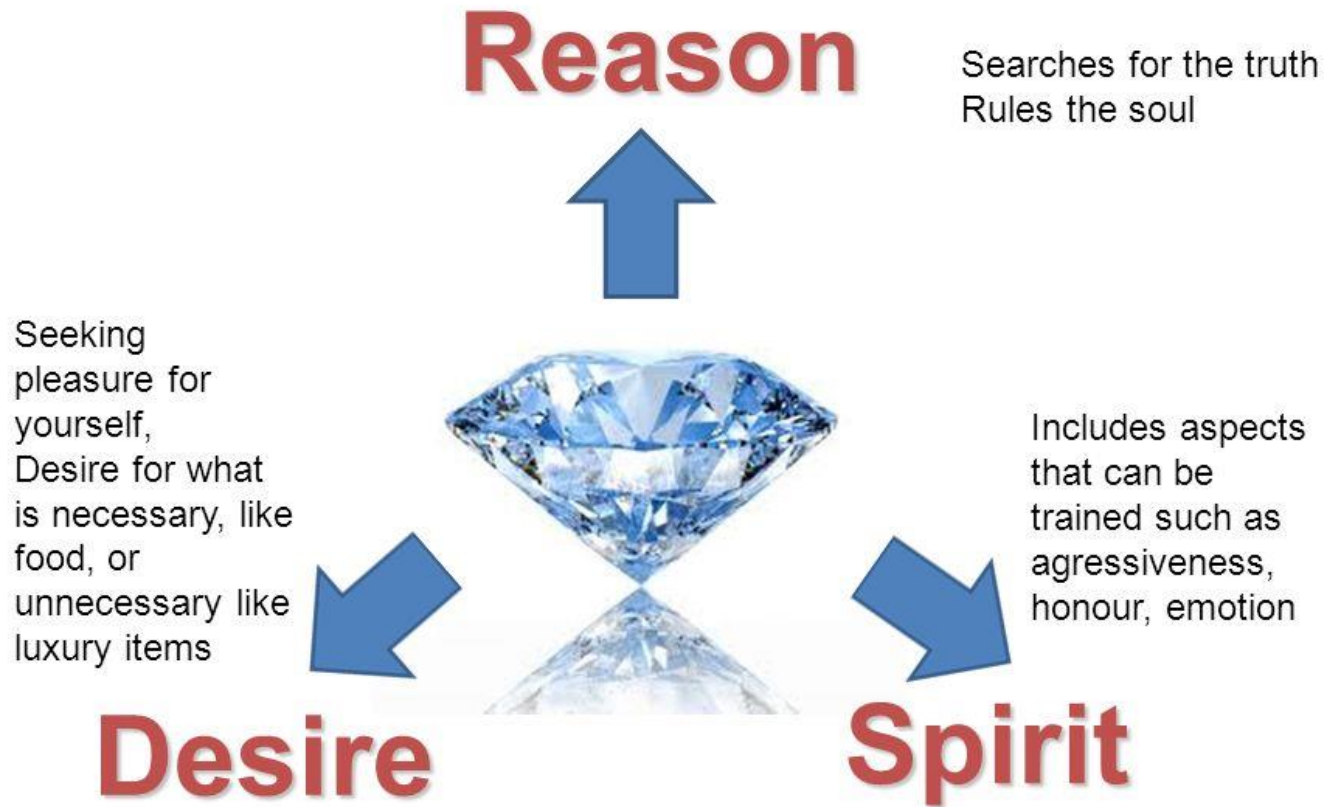 Reason
Searches for the truth
Rules the soul
Seeking
pleasure for
yourself,
Desire for what
is necessary, like
food, or
unnecessary like
luxury items
Includes aspects
that can be
trained such as
agressiveness,
honour, emotion
Desire
Spirit